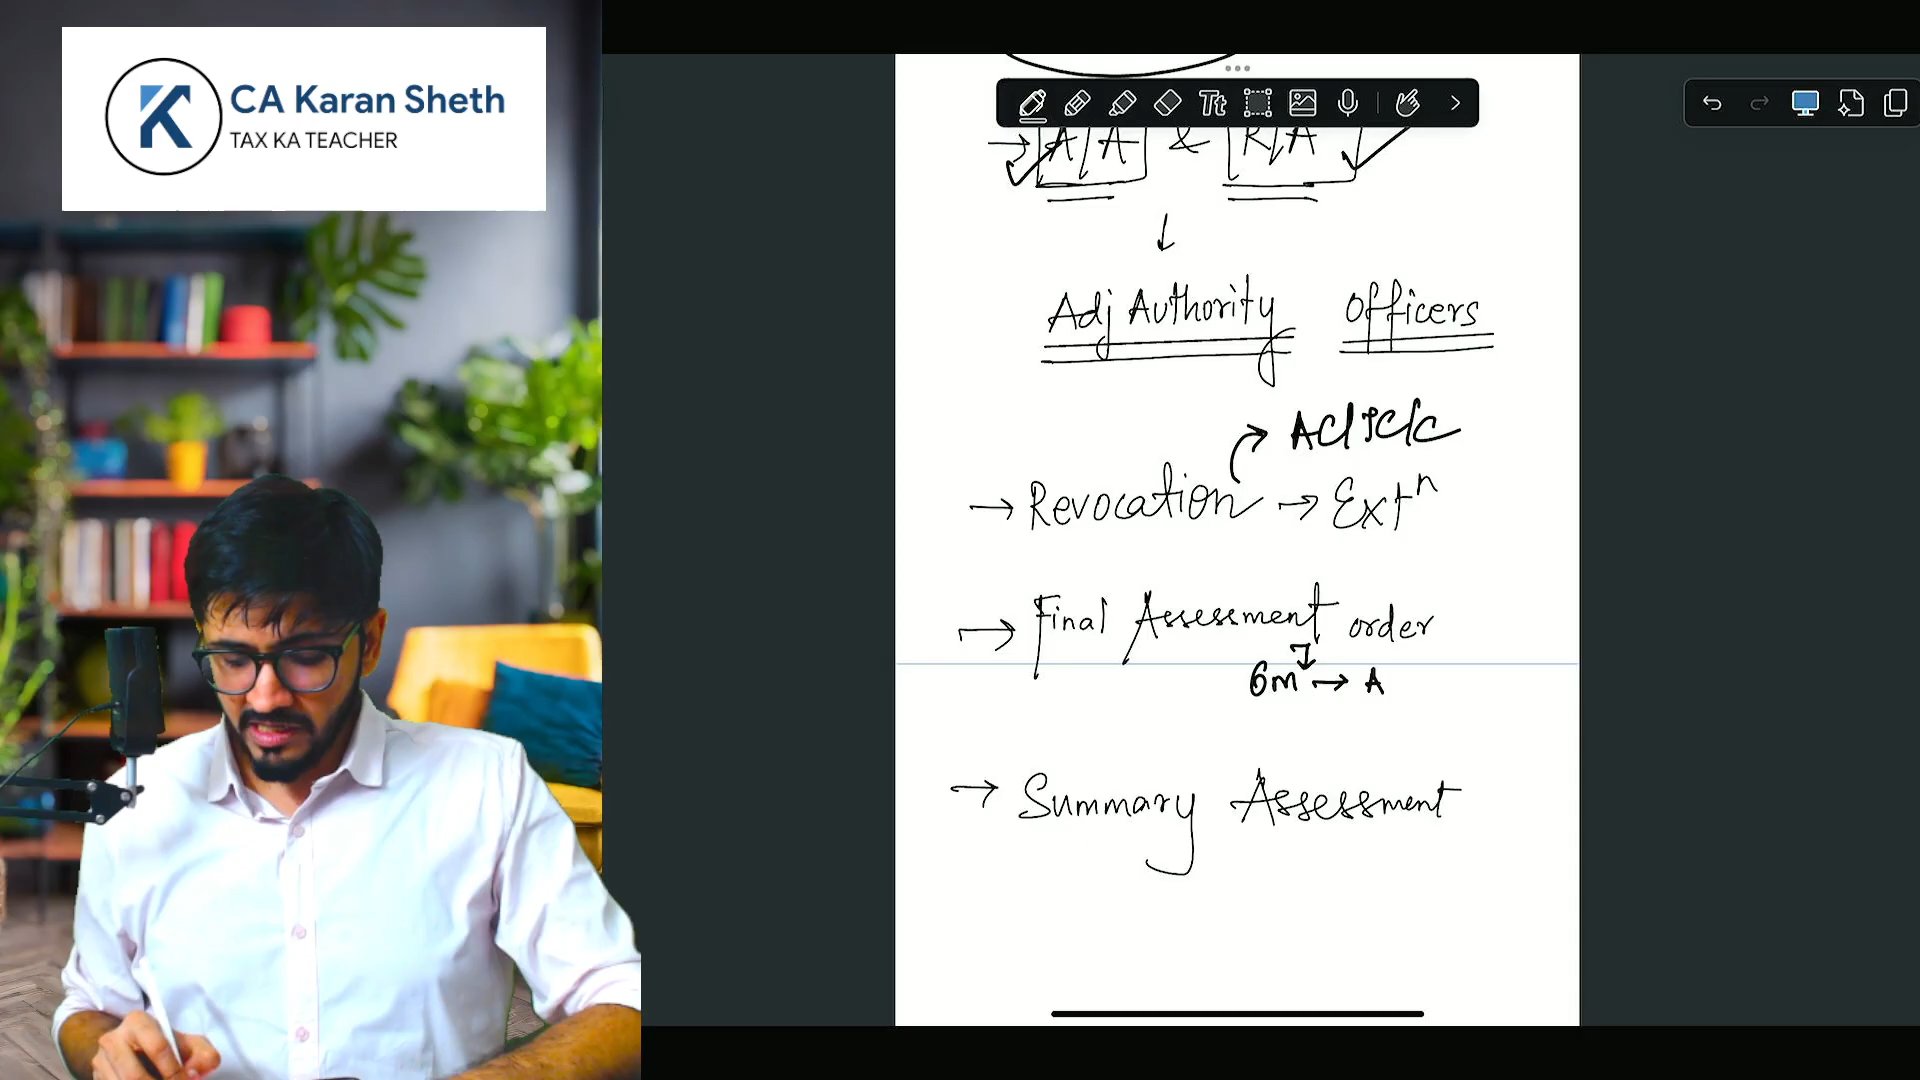 CA Karan Sheth
TAX KA TEACHER
Tt
→ A/A & R/A
↓
Adj Authority Officers
AC/JC/C
→ Revocation → Extⁿ
→ Final Assessment order
6m → A
→ Summary Assessment